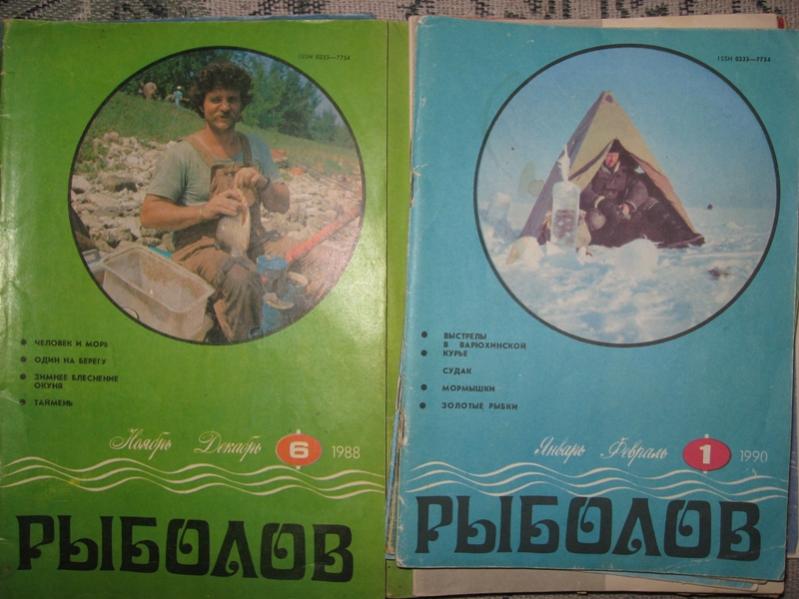 ISSN 0233—7754
ЧЕЛОВЕК И МОРЕ
ОДИН НА БЕРЕГУ
ЗИМНЕЕ БЛЕСНЕНИЕ
ОКУНЯ
ТАЙМЕНЬ
Ноябрь Декабрь 6 1988
РЫБОЛОВ
ISSN 0233—7754
ВЫСТРЕЛЫ
В ВАРЮХИНСКОЙ
КУРЬЕ
СУДАК
МОРМЫШКИ
ЗОЛОТЫЕ РЫБКИ
Январь Февраль 1 1990
РЫБОЛОВ